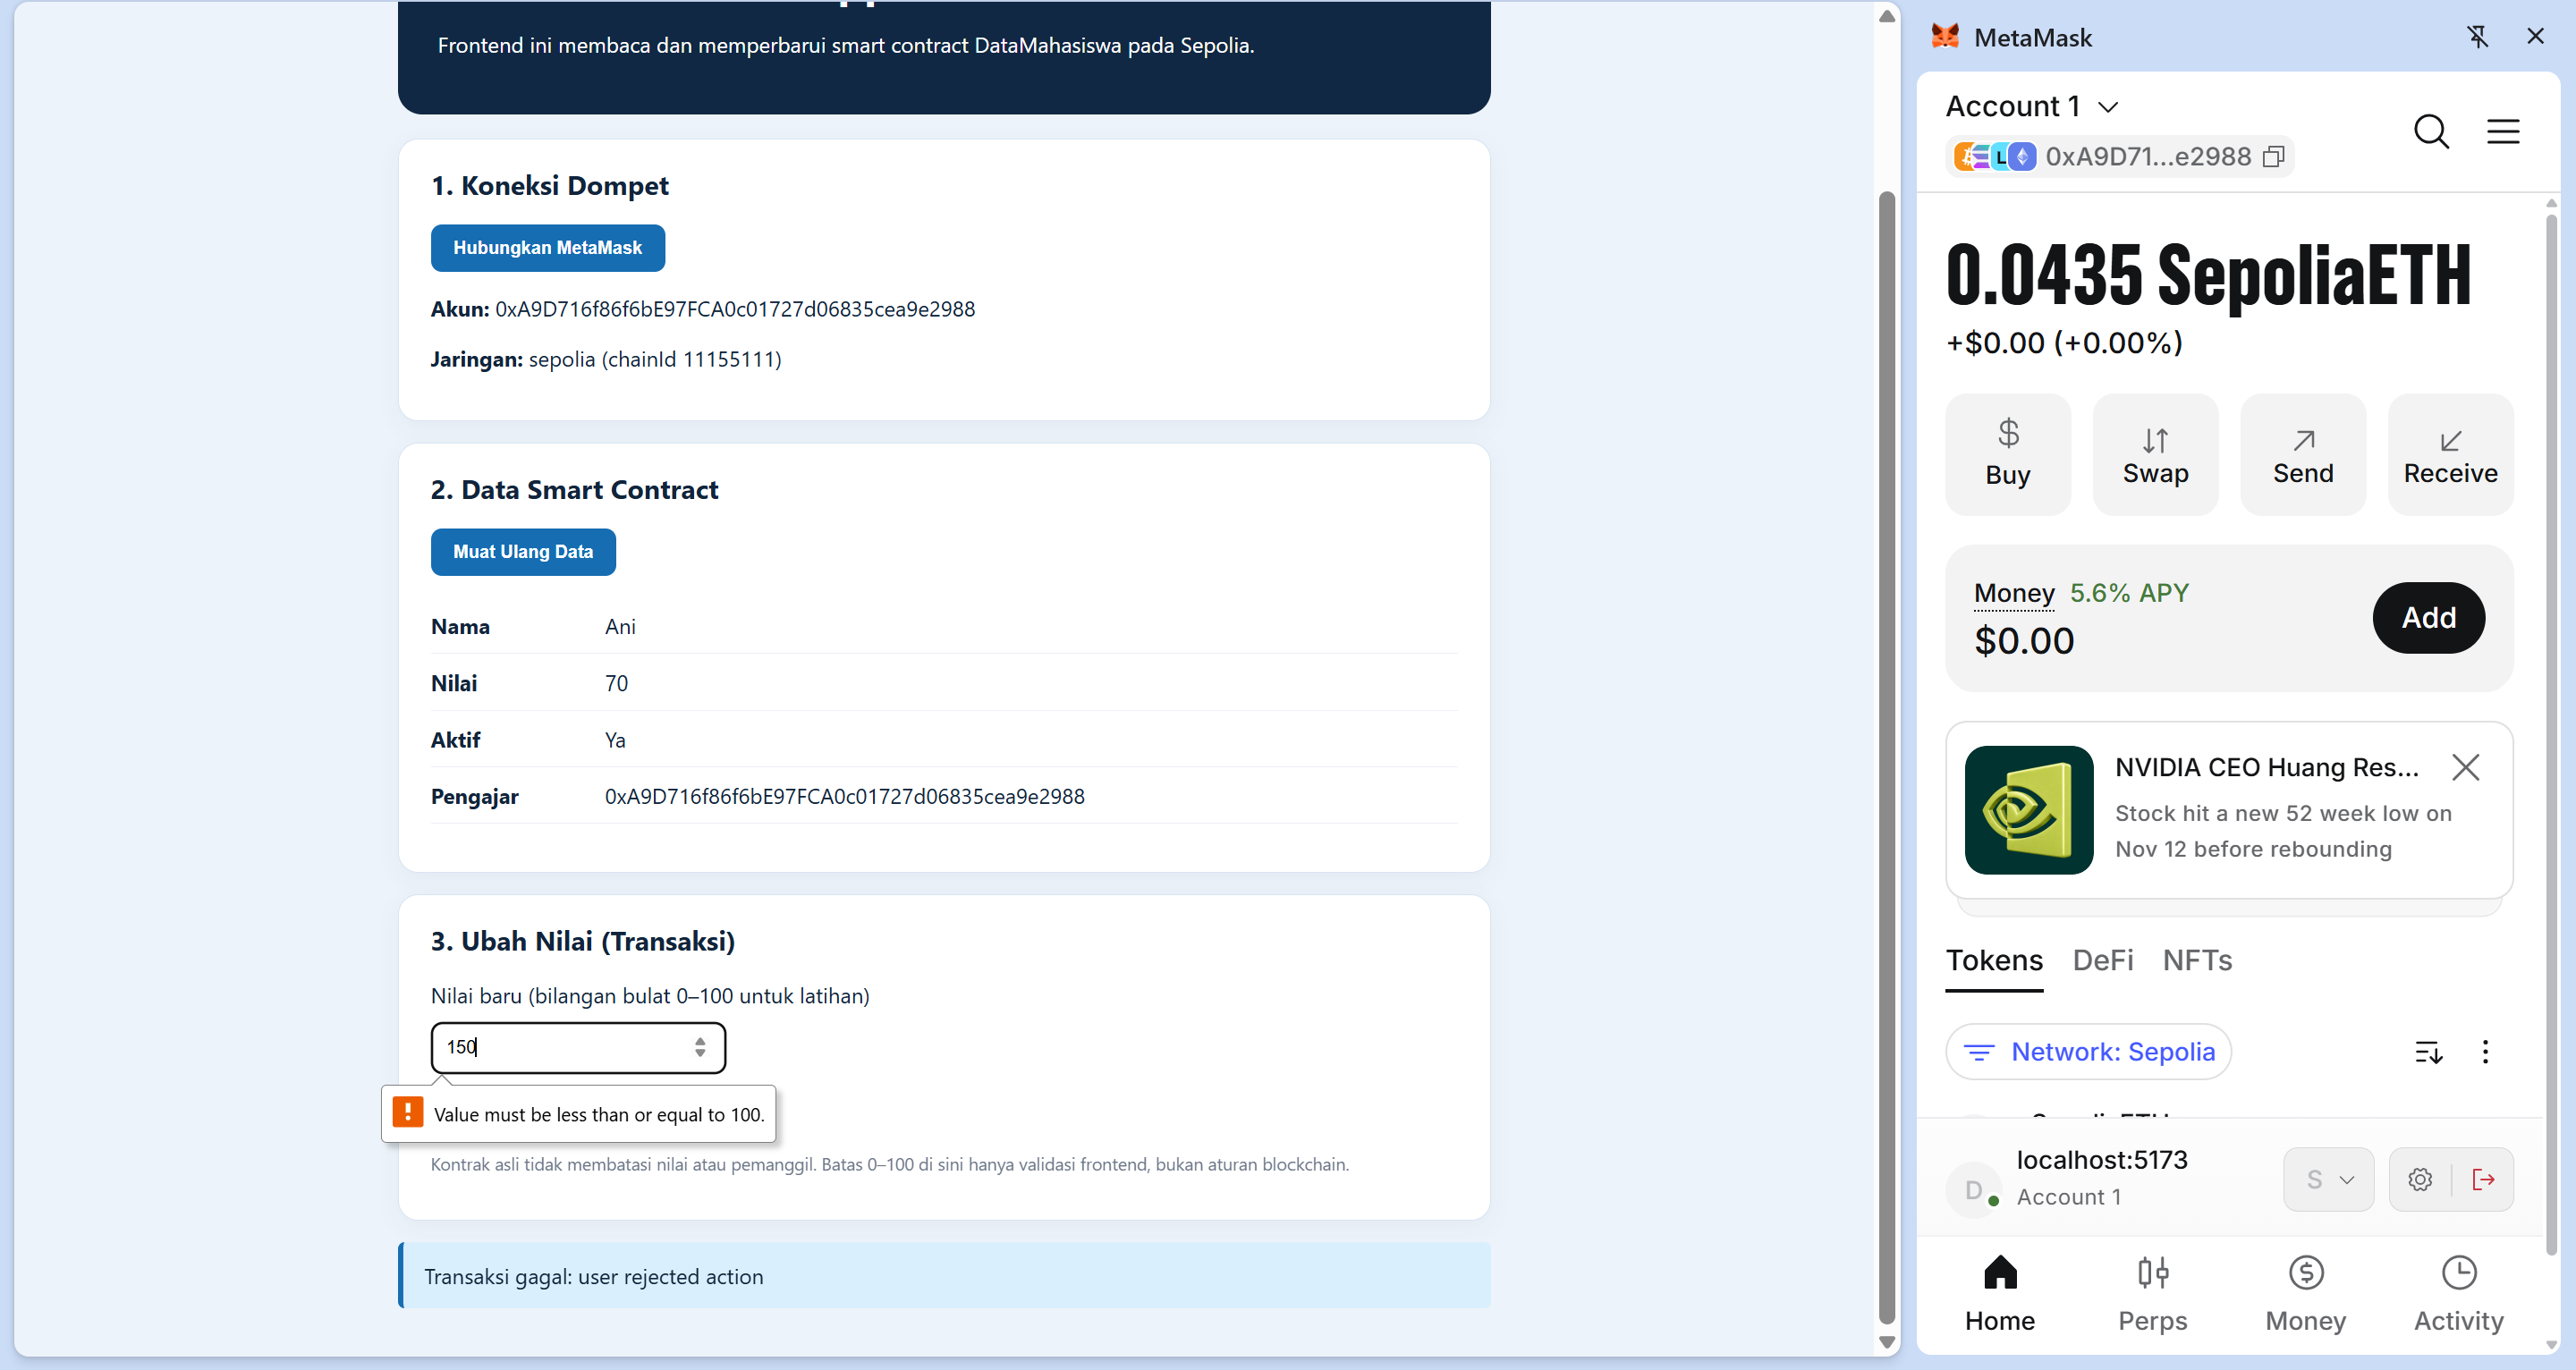 Frontend ini membaca dan memperbarui smart contract DataMahasiswa pada Sepolia.
1. Koneksi Dompet
Hubungkan MetaMask
Akun: 0xA9D716f86f6bE97FCA0c01727d06835cea9e2988
Jaringan: sepolia (chainId 11155111)
2. Data Smart Contract
Muat Ulang Data
Nama Ani
Nilai 70
Aktif Ya
Pengajar 0xA9D716f86f6bE97FCA0c01727d06835cea9e2988
3. Ubah Nilai (Transaksi)
Nilai baru (bilangan bulat 0–100 untuk latihan)
150
Value must be less than or equal to 100.
Kontrak asli tidak membatasi nilai atau pemanggil. Batas 0–100 di sini hanya validasi frontend, bukan aturan blockchain.
Transaksi gagal: user rejected action
MetaMask
Account 1
0xA9D71...e2988
0.0435 SepoliaETH
+$0.00 (+0.00%)
Buy Swap Send Receive
Money 5.6% APY
$0.00
Add
NVIDIA CEO Huang Res...
Stock hit a new 52 week low on
Nov 12 before rebounding
Tokens DeFi NFTs
Network: Sepolia
localhost:5173
D
Account 1
S
Home Perps Money Activity